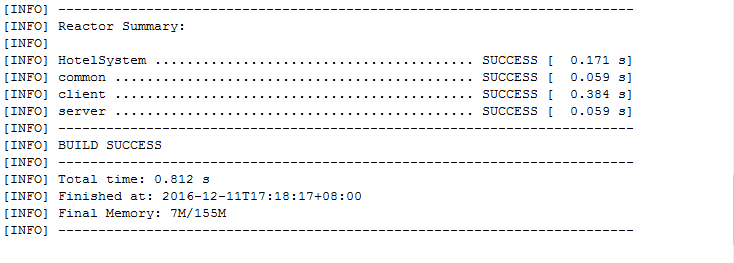 [INFO] ------------------------------------------------------------------------
[INFO] Reactor Summary:
[INFO]
[INFO] HotelSystem ........................................ SUCCESS [  0.171 s]
[INFO] common ............................................. SUCCESS [  0.059 s]
[INFO] client ............................................. SUCCESS [  0.384 s]
[INFO] server ............................................. SUCCESS [  0.059 s]
[INFO] ------------------------------------------------------------------------
[INFO] BUILD SUCCESS
[INFO] ------------------------------------------------------------------------
[INFO] Total time: 0.812 s
[INFO] Finished at: 2016-12-11T17:18:17+08:00
[INFO] Final Memory: 7M/155M
[INFO] ------------------------------------------------------------------------